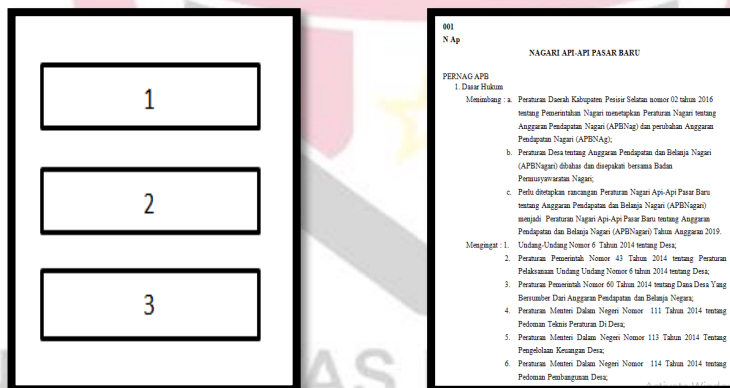 1
2
3
001
N Ap
NAGARI API-API PASAR BARU
PERNAG APB
1. Dasar Hukum
Menimbang : a. Peraturan Daerah Kabupaten Pesisir Selatan nomor 02 tahun 2016
tentang Pemerintahan Nagari menetapkan Peraturan Nagari tentang
Anggaran Pendapatan Nagari (APBNag) dan perubahan Anggaran
Pendapatan Nagari (APBNAg);
b. Peraturan Desa tentang Anggaran Pendapatan dan Belanja Nagari
(APBNagari) dibahas dan disepakati bersama Badan
Permusyawaratan Nagari;
c. Perlu ditetapkan rancangan Peraturan Nagari Api-Api Pasar Baru
tentang Anggaran Pendapatan dan Belanja Nagari (APBNagari)
menjadi Peraturan Nagari Api-Api Pasar Baru tentang Anggaran
Pendapatan dan Belanja Nagari (APBNagari) Tahun Anggaran 2019.
Mengingat : 1. Undang-Undang Nomor 6 Tahun 2014 tentang Desa;
2. Peraturan Pemerintah Nomor 43 Tahun 2014 tentang Peraturan
Pelaksanaan Undang Undang Nomor 6 tahun 2014 tentang Desa;
3. Peraturan Pemerintah Nomor 60 Tahun 2014 tentang Dana Desa Yang
Bersumber Dari Anggaran Pendapatan dan Belanja Negara;
4. Peraturan Menteri Dalam Negeri Nomor 111 Tahun 2014 tentang
Pedoman Teknis Peraturan Di Desa;
5. Peraturan Menteri Dalam Negeri Nomor 113 Tahun 2014 Tentang
Pengelolaan Keuangan Desa;
6. Peraturan Menteri Dalam Negeri Nomor 114 Tahun 2014 tentang
Pedoman Pembangunan Desa;
AS